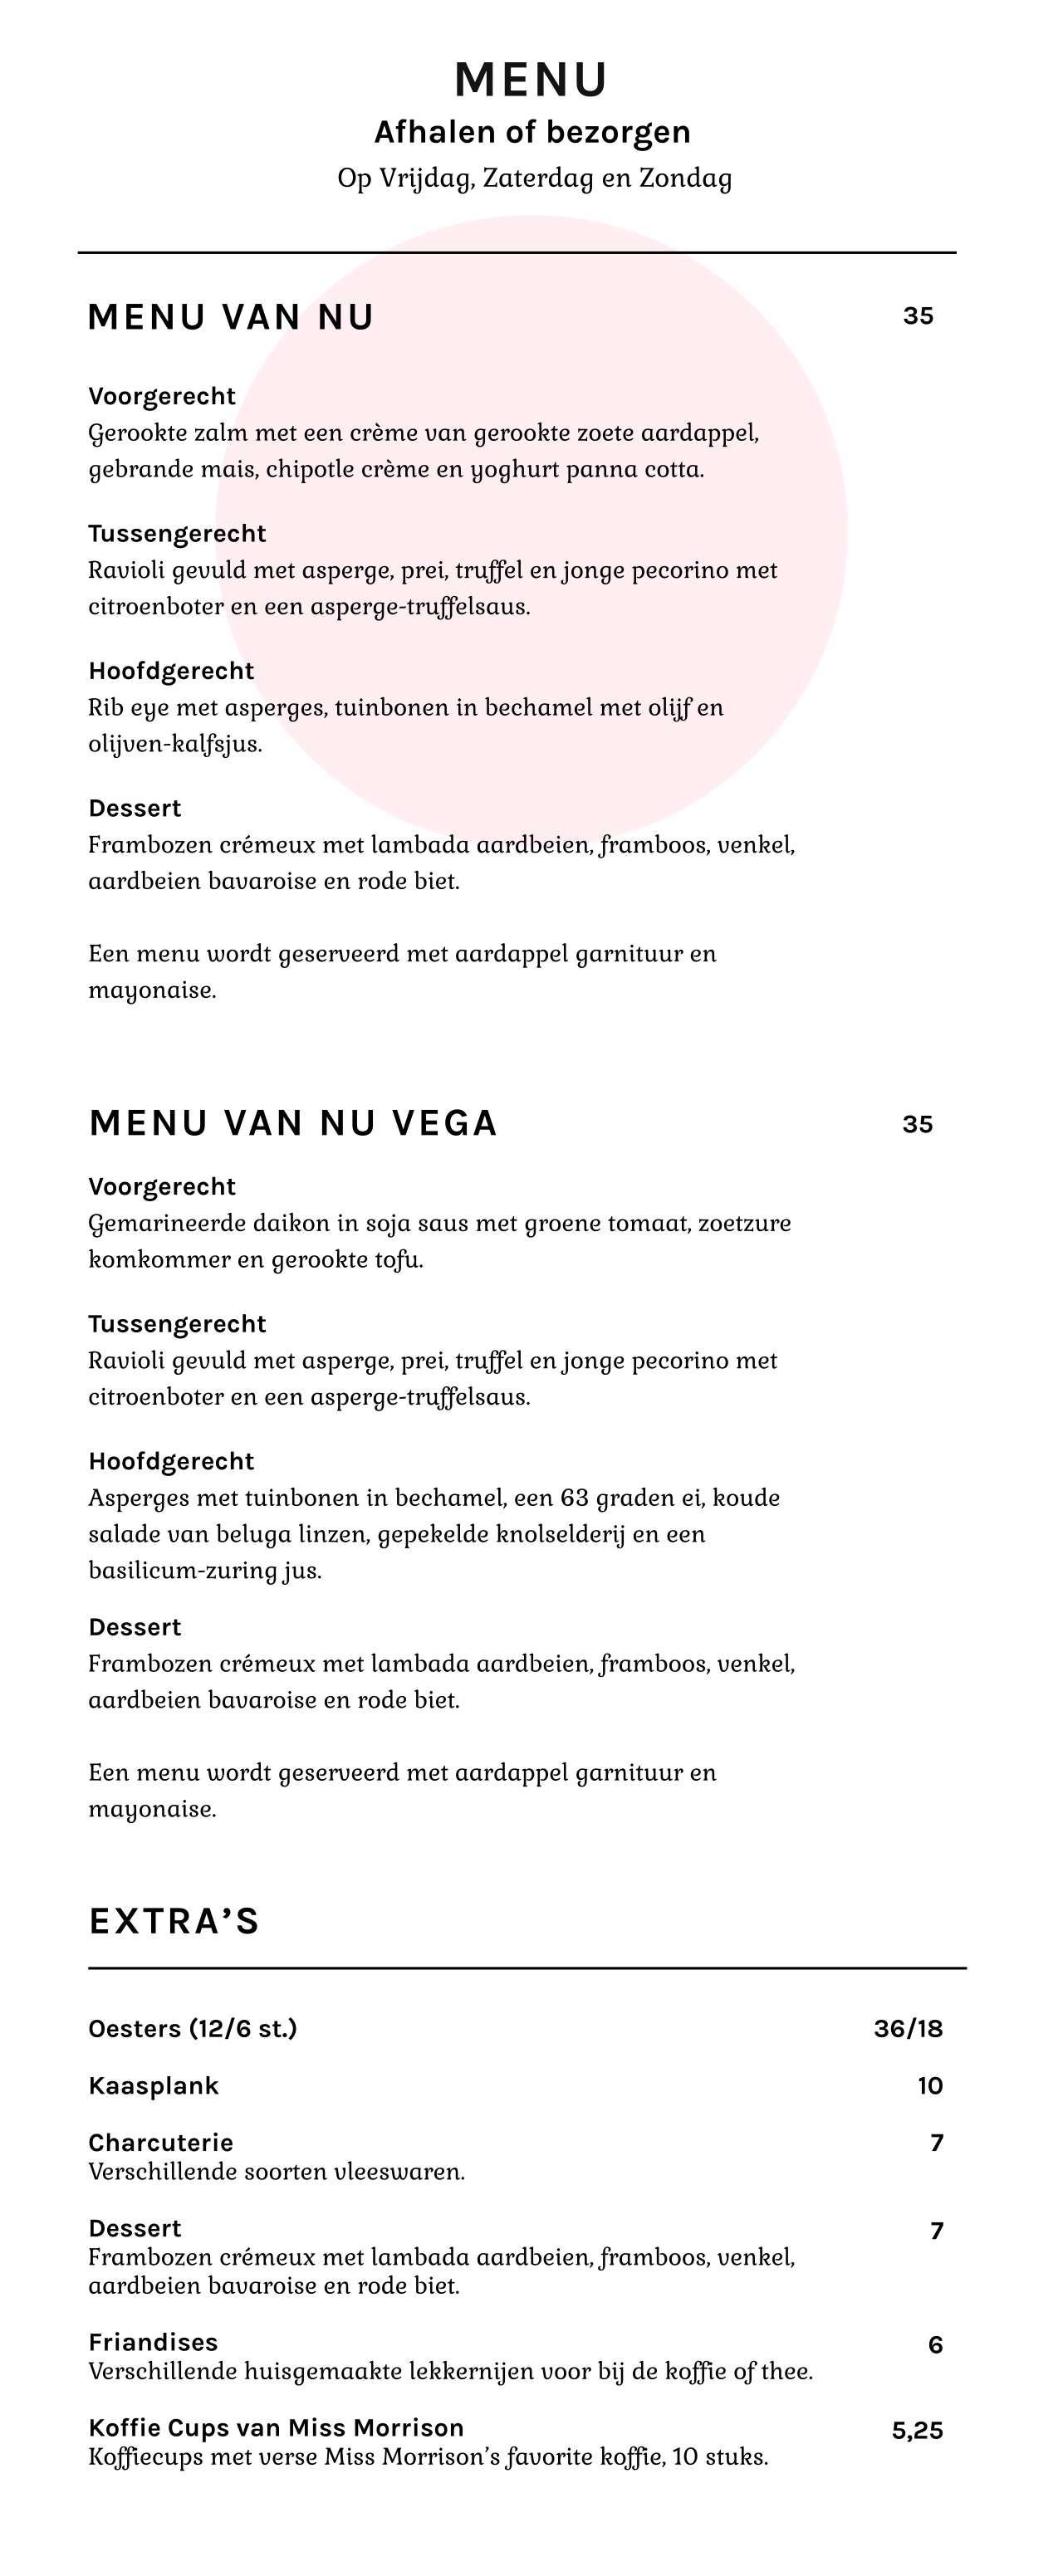 MENU
Afhalen of bezorgen
Op Vrijdag, Zaterdag en Zondag
MENU VAN NU 35
Voorgerecht
Gerookte zalm met een crème van gerookte zoete aardappel,
gebrande mais, chipotle crème en yoghurt panna cotta.
Tussengerecht
Ravioli gevuld met asperge, prei, truffel en jonge pecorino met
citroenboter en een asperge-truffelsaus.
Hoofdgerecht
Rib eye met asperges, tuinbonen in bechamel met olijf en
olijven-kalfsjus.
Dessert
Frambozen crémeux met lambada aardbeien, framboos, venkel,
aardbeien bavaroise en rode biet.
Een menu wordt geserveerd met aardappel garnituur en
mayonaise.
MENU VAN NU VEGA 35
Voorgerecht
Gemarineerde daikon in soja saus met groene tomaat, zoetzure
komkommer en gerookte tofu.
Tussengerecht
Ravioli gevuld met asperge, prei, truffel en jonge pecorino met
citroenboter en een asperge-truffelsaus.
Hoofdgerecht
Asperges met tuinbonen in bechamel, een 63 graden ei, koude
salade van beluga linzen, gepekelde knolselderij en een
basilicum-zuring jus.
Dessert
Frambozen crémeux met lambada aardbeien, framboos, venkel,
aardbeien bavaroise en rode biet.
Een menu wordt geserveerd met aardappel garnituur en
mayonaise.
EXTRA’S
Oesters (12/6 st.) 36/18
Kaasplank 10
Charcuterie 7
Verschillende soorten vleeswaren.
Dessert 7
Frambozen crémeux met lambada aardbeien, framboos, venkel,
aardbeien bavaroise en rode biet.
Friandises 6
Verschillende huisgemaakte lekkernijen voor bij de koffie of thee.
Koffie Cups van Miss Morrison 5,25
Koffiecups met verse Miss Morrison’s favorite koffie, 10 stuks.